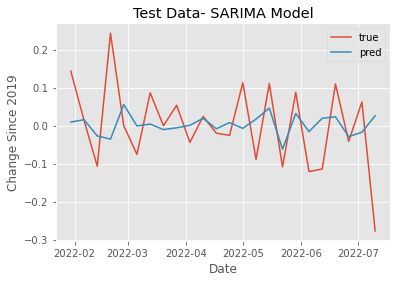 Test Data- SARIMA Model
true
pred
Change Since 2019
0.2
0.1
0.0
−0.1
−0.2
−0.3
2022-02 2022-03 2022-04 2022-05 2022-06 2022-07
Date